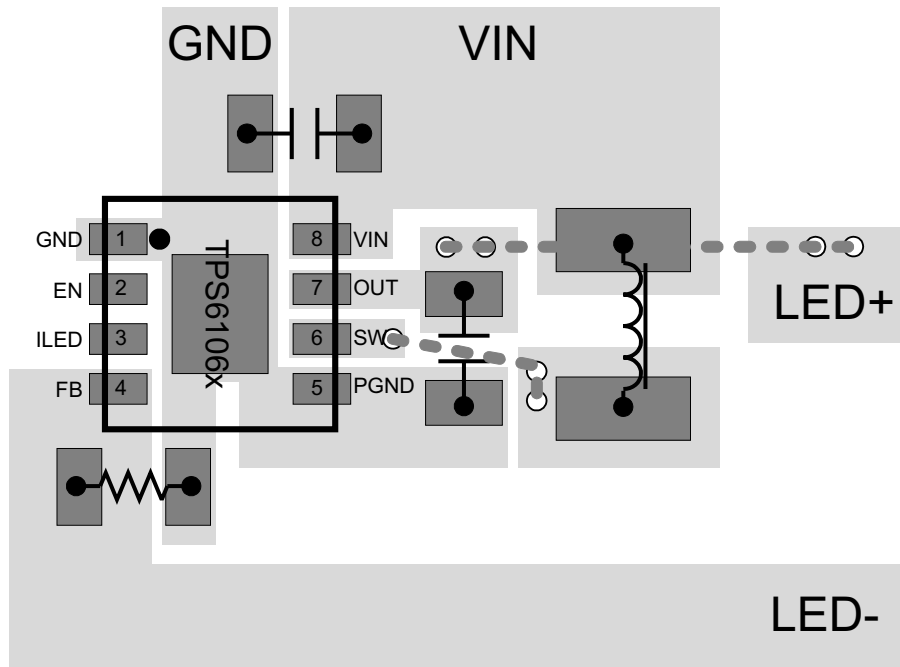 GND VIN
GND 1 8 VIN
EN 2 7 OUT
ILED 3 6 SW
FB 4 5 PGND
TPS6106x
LED+
LED-